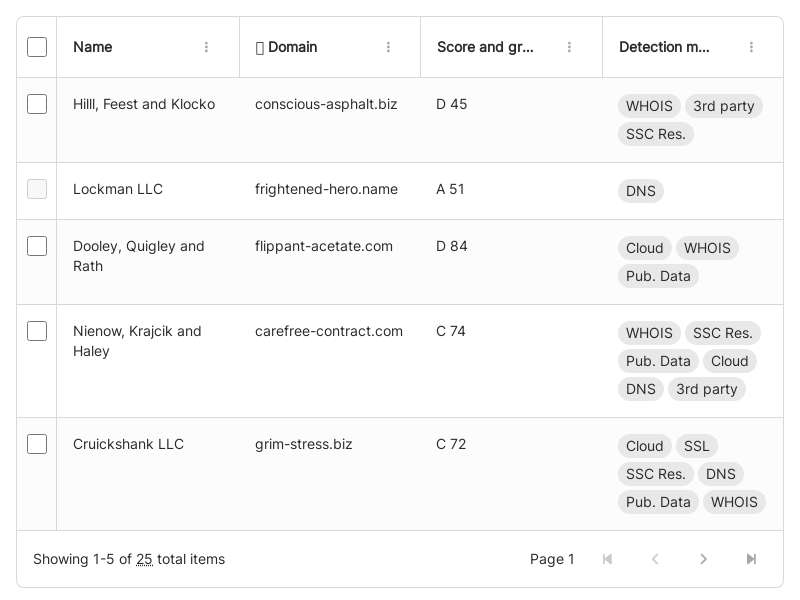 Name Domain Score and gr... Detection m...
Hilll, Feest and Klocko conscious-asphalt.biz D 45 WHOIS 3rd party
SSC Res.
Lockman LLC frightened-hero.name A 51 DNS
Dooley, Quigley and flippant-acetate.com D 84 Cloud WHOIS
Rath Pub. Data
Nienow, Krajcik and carefree-contract.com C 74 WHOIS SSC Res.
Haley Pub. Data Cloud
DNS 3rd party
Cruickshank LLC grim-stress.biz C 72 Cloud SSL
SSC Res. DNS
Pub. Data WHOIS
Showing 1-5 of 25 total items Page 1